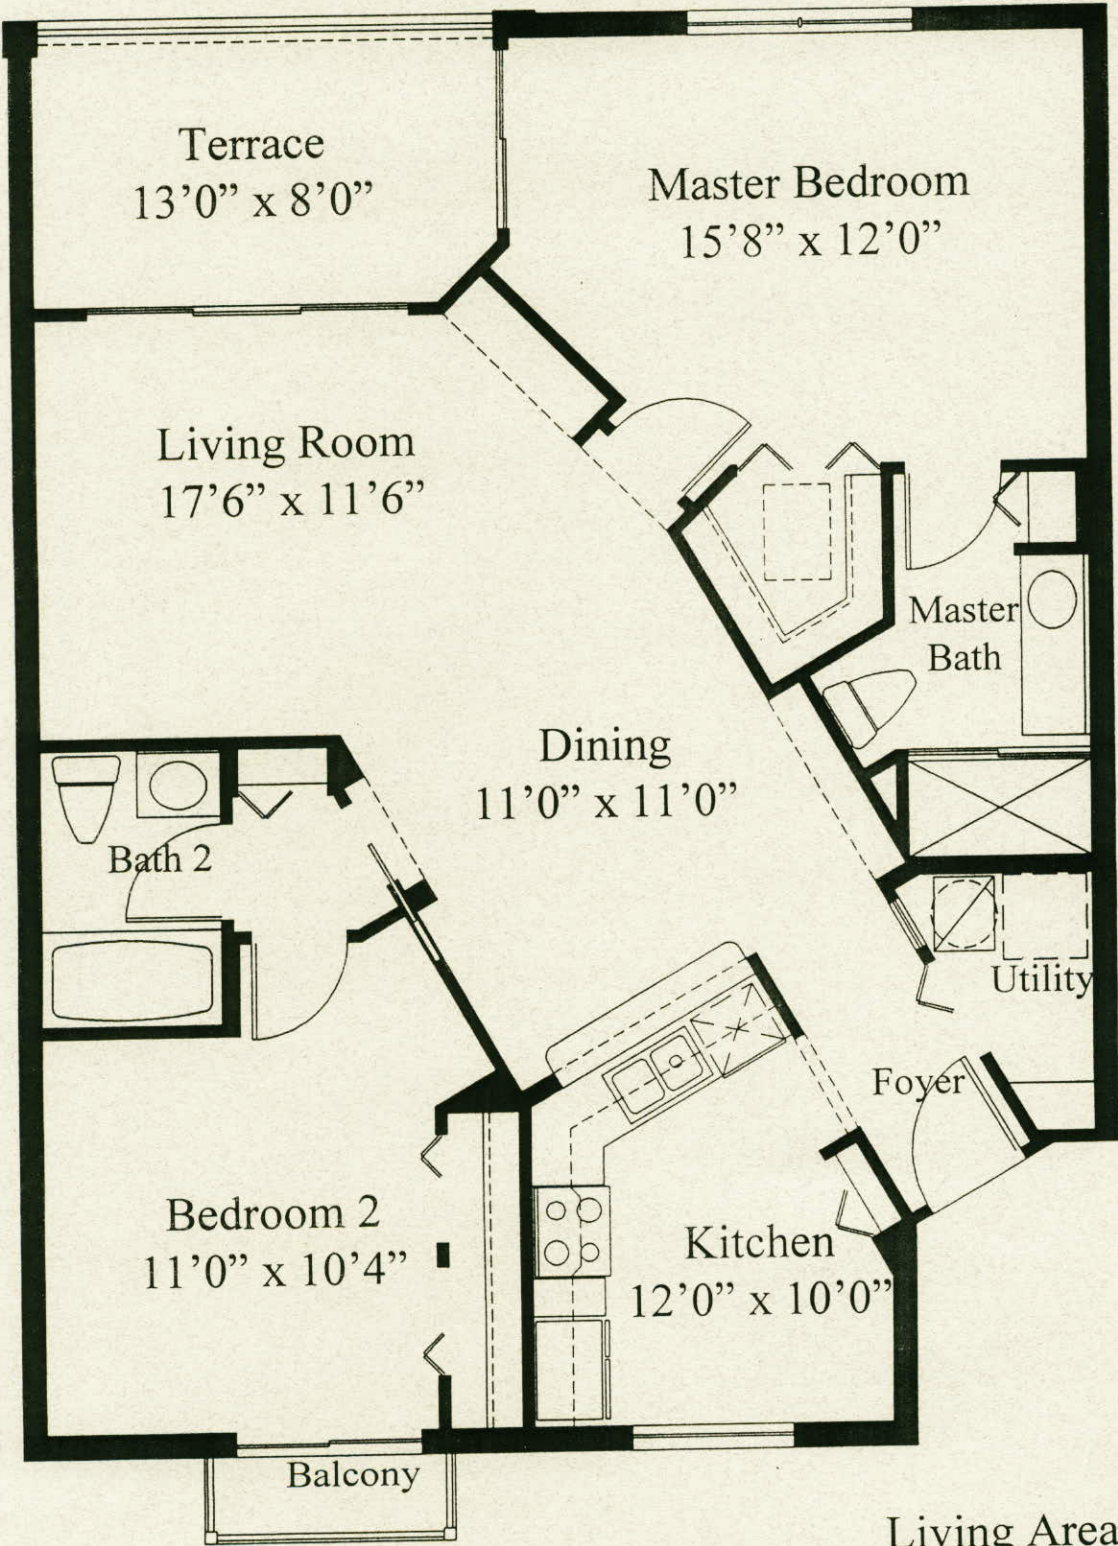 Terrace
13’0” x 8’0”
Master Bedroom
15’8” x 12’0”
Living Room
17’6” x 11’6”
Master
Bath
Dining
11’0” x 11’0”
Bath 2
Utility
Foyer
Bedroom 2
11’0” x 10’4”
Kitchen
12’0” x 10’0”
Balcony
Living Area